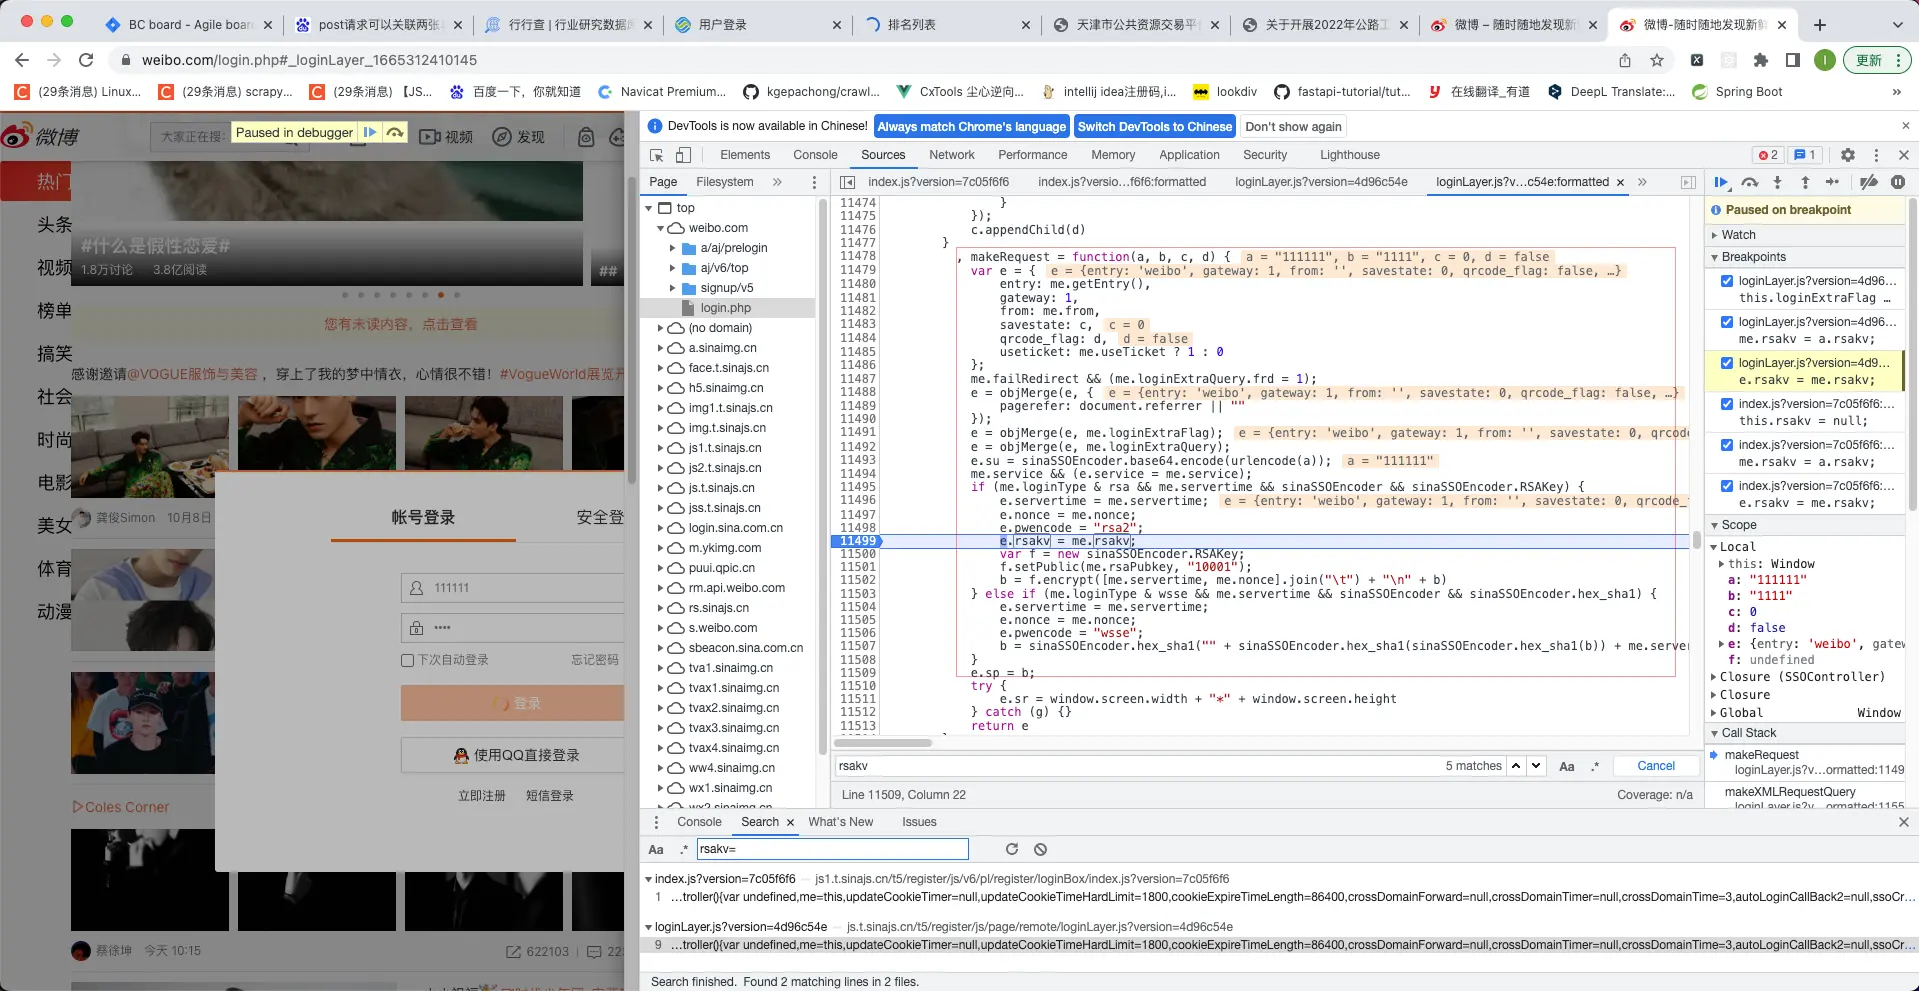 BC board - Agile boar
post请求可以关联两张
行行查 | 行业研究数据
用户登录
排名列表
天津市公共资源交易平
关于开展2022年公路工
微博 – 随时随地发现新
微博-随时随地发现新鲜
weibo.com/login.php#_loginLayer_1665312410145
更新
(29条消息) Linux...
(29条消息) scrapy...
(29条消息) 【JS...
百度一下，你就知道
Navicat Premium...
kgepachong/crawl...
CxTools 尘心逆向...
intellij idea注册码,i...
lookdiv
fastapi-tutorial/tut...
在线翻译_有道
DeepL Translate:...
Spring Boot
»
微博
大家正在搜:
Paused in debugger
视频
发现
热门
头条
视频
榜单
搞笑
社会
时尚
电影
美女
体育
动漫
#什么是假性恋爱#
1.8万讨论 3.8亿阅读
##
您有未读内容，点击查看
感谢邀请@VOGUE服饰与美容 ，穿上了我的梦中情衣，心情很不错！#VogueWorld展览开
龚俊Simon 10月8日
帐号登录
安全登
111111
••••
下次自动登录
忘记密码
登录
使用QQ直接登录
立即注册 短信登录
Coles Corner
蔡徐坤 今天 10:15
622103
22
DevTools is now available in Chinese!
Always match Chrome's language
Switch DevTools to Chinese
Don't show again
Elements Console Sources Network Performance Memory Application Security Lighthouse
2
1
Page Filesystem »
top
weibo.com
a/aj/prelogin
aj/v6/top
signup/v5
login.php
(no domain)
a.sinaimg.cn
face.t.sinajs.cn
h5.sinaimg.cn
img1.t.sinajs.cn
img.t.sinajs.cn
js1.t.sinajs.cn
js2.t.sinajs.cn
js.t.sinajs.cn
jss.t.sinajs.cn
login.sina.com.cn
m.ykimg.com
puui.qpic.cn
rm.api.weibo.com
rs.sinajs.cn
s.weibo.com
sbeacon.sina.com.cn
tva1.sinaimg.cn
tvax1.sinaimg.cn
tvax2.sinaimg.cn
tvax3.sinaimg.cn
tvax4.sinaimg.cn
ww4.sinaimg.cn
wx1.sinaimg.cn
wx2.sinaimg.cn
index.js?version=7c05f6f6
index.js?versio...f6f6:formatted
loginLayer.js?version=4d96c54e
loginLayer.js?v...c54e:formatted
»
11474 }
11475 });
11476 c.appendChild(d)
11477 }
11478 , makeRequest = function(a, b, c, d) { a = "111111", b = "1111", c = 0, d = false
11479 var e = { e = {entry: 'weibo', gateway: 1, from: '', savestate: 0, qrcode_flag: false, …}
11480 entry: me.getEntry(),
11481 gateway: 1,
11482 from: me.from,
11483 savestate: c, c = 0
11484 qrcode_flag: d, d = false
11485 useticket: me.useTicket ? 1 : 0
11486 };
11487 me.failRedirect && (me.loginExtraQuery.frd = 1);
11488 e = objMerge(e, { e = {entry: 'weibo', gateway: 1, from: '', savestate: 0, qrcode_flag: false, …}
11489 pagerefer: document.referrer || ""
11490 });
11491 e = objMerge(e, me.loginExtraFlag); e = {entry: 'weibo', gateway: 1, from: '', savestate: 0, qrcod
11492 e = objMerge(e, me.loginExtraQuery);
11493 e.su = sinaSSOEncoder.base64.encode(urlencode(a)); a = "111111"
11494 me.service && (e.service = me.service);
11495 if (me.loginType & rsa && me.servertime && sinaSSOEncoder && sinaSSOEncoder.RSAKey) {
11496 e.servertime = me.servertime; e = {entry: 'weibo', gateway: 1, from: '', savestate: 0, qrcode_
11497 e.nonce = me.nonce;
11498 e.pwencode = "rsa2";
11499 e.rsakv = me.rsakv;
11500 var f = new sinaSSOEncoder.RSAKey;
11501 f.setPublic(me.rsaPubkey, "10001");
11502 b = f.encrypt([me.servertime, me.nonce].join("\t") + "\n" + b)
11503 } else if (me.loginType & wsse && me.servertime && sinaSSOEncoder && sinaSSOEncoder.hex_sha1) {
11504 e.servertime = me.servertime;
11505 e.nonce = me.nonce;
11506 e.pwencode = "wsse";
11507 b = sinaSSOEncoder.hex_sha1("" + sinaSSOEncoder.hex_sha1(sinaSSOEncoder.hex_sha1(b)) + me.server
11508 }
11509 e.sp = b;
11510 try {
11511 e.sr = window.screen.width + "*" + window.screen.height
11512 } catch (g) {}
11513 return e
rsakv
5 matches
Aa .*
Cancel
Line 11509, Column 22
Coverage: n/a
Paused on breakpoint
Watch
Breakpoints
loginLayer.js?version=4d96...
this.loginExtraFlag …
loginLayer.js?version=4d96...
me.rsakv = a.rsakv;
loginLayer.js?version=4d9...
e.rsakv = me.rsakv;
index.js?version=7c05f6f6:...
this.rsakv = null;
index.js?version=7c05f6f6:...
me.rsakv = a.rsakv;
index.js?version=7c05f6f6:...
e.rsakv = me.rsakv;
Scope
Local
this: Window
a: "111111"
b: "1111"
c: 0
d: false
e: {entry: 'weibo', gatew
f: undefined
Closure (SSOController)
Closure
Global Window
Call Stack
makeRequest
loginLayer.js?v...ormatted:1149
makeXMLRequestQuery
loginLayer.js?v...ormatted:1155
Console Search What's New Issues
Aa .* rsakv=
index.js?version=7c05f6f6 — js1.t.sinajs.cn/t5/register/js/v6/pl/register/loginBox/index.js?version=7c05f6f6
1 …troller(){var undefined,me=this,updateCookieTimer=null,updateCookieTimeHardLimit=1800,cookieExpireTimeLength=86400,crossDomainForward=null,crossDomainTimer=null,crossDomainTime=3,autoLoginCallBack2=null,ssoCr…
loginLayer.js?version=4d96c54e — js.t.sinajs.cn/t5/register/js/page/remote/loginLayer.js?version=4d96c54e
9 …troller(){var undefined,me=this,updateCookieTimer=null,updateCookieTimeHardLimit=1800,cookieExpireTimeLength=86400,crossDomainForward=null,crossDomainTimer=null,crossDomainTime=3,autoLoginCallBack2=null,ssoCr…
Search finished. Found 2 matching lines in 2 files.